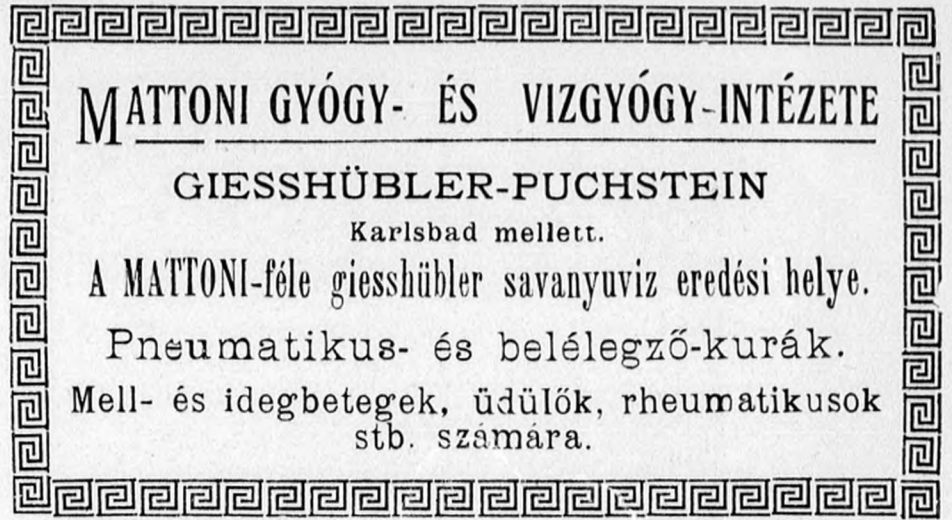 MATTONI GYÓGY- ÉS VIZGYÓGY-INTÉZETE
GIESSHÜBLER-PUCHSTEIN
Karlsbad mellett.
A MATTONI-féle giesshübler savanyuviz eredési helye.
Pneumatikus- és belélegző-kurák.
Mell- és idegbetegek, üdülők, rheumatikusok
stb. számára.